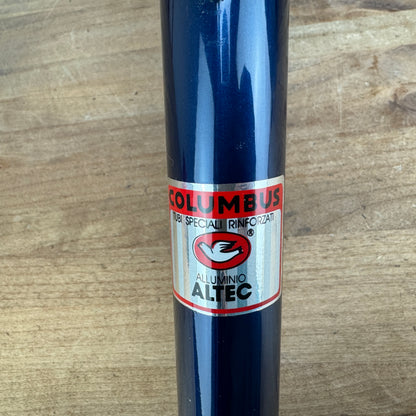 COLUMBUS
TUBI SPECIALI RINFORZATI
®
ALLUMINIO
ALTEC